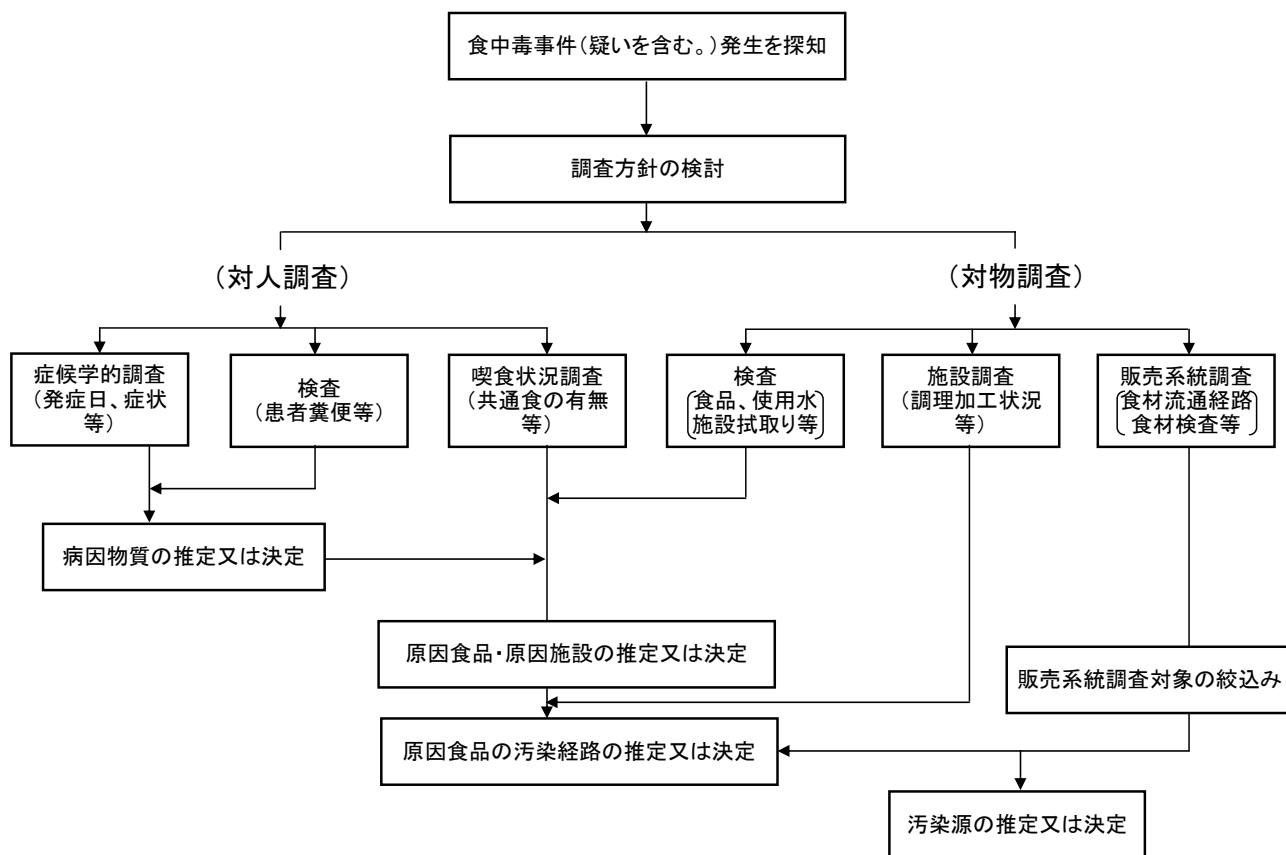 食中毒事件(疑いを含む。)発生を探知
調査方針の検討
(対人調査)
(対物調査)
症候学的調査
(発症日、症状
等)
検査
(患者糞便等)
喫食状況調査
(共通食の有無
等)
検査
食品、使用水
施設拭取り等
施設調査
(調理加工状況
等)
販売系統調査
食材流通経路
食材検査等
病因物質の推定又は決定
原因食品・原因施設の推定又は決定
販売系統調査対象の絞込み
原因食品の汚染経路の推定又は決定
汚染源の推定又は決定